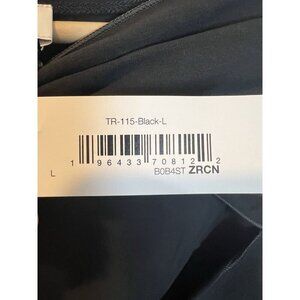 TR-115-Black-L
1 96433 70812 2
L
B0B4ST ZRCN